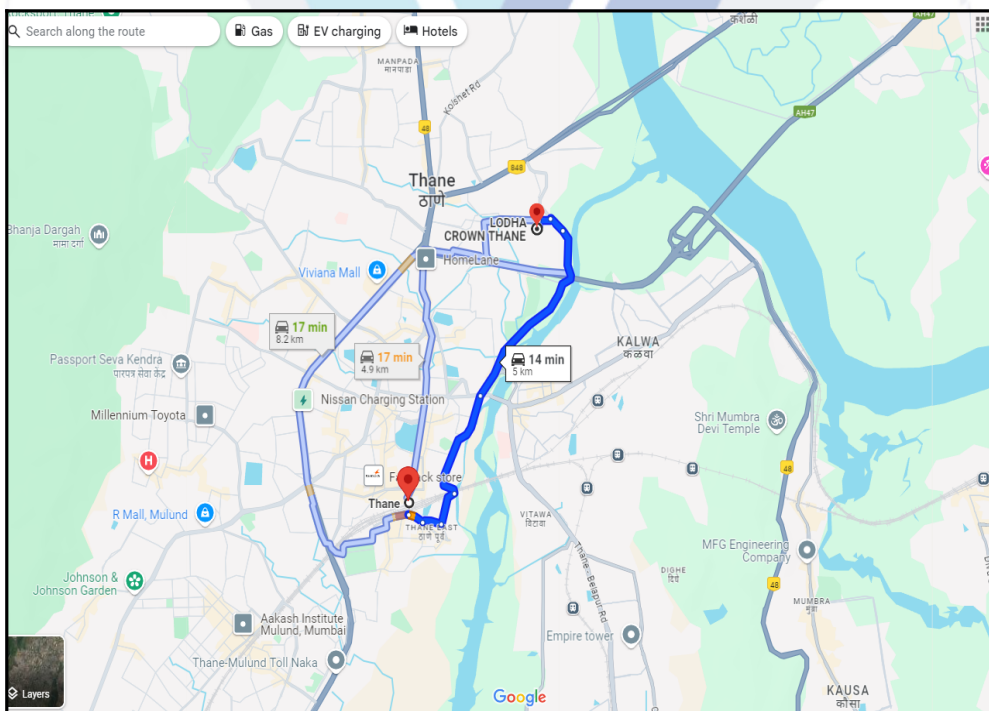 Search along the route
Gas
EV charging
Hotels
कशेळी
AH47
MANPADA
मानपाडा
Kolshet Rd
AH47
48
848
Thane
ठाणे
LODHA
CROWN THANE
Bhanja Dargah
मामा दर्गा
HomeLane
Viviana Mall
17 min
8.2 km
17 min
4.9 km
14 min
5 km
KALWA
कळवा
Passport Seva Kendra
पारपत्र सेवा केंद्र
Nissan Charging Station
Millennium Toyota
Shri Mumbra
Devi Temple
H
48
store
Thane
R Mall, Mulund
THANE EAST
ठाणे पूर्व
VITAWA
विटावा
Thane - Belapur Rd
MFG Engineering
Company
DIGHE
दिघे
Johnson &
Johnson Garden
48
MUMBRA
मुंब्रा
Aakash Institute
Mulund, Mumbai
Empire tower
Thane-Mulund Toll Naka
Layers
Google
KAUSA
कौसा